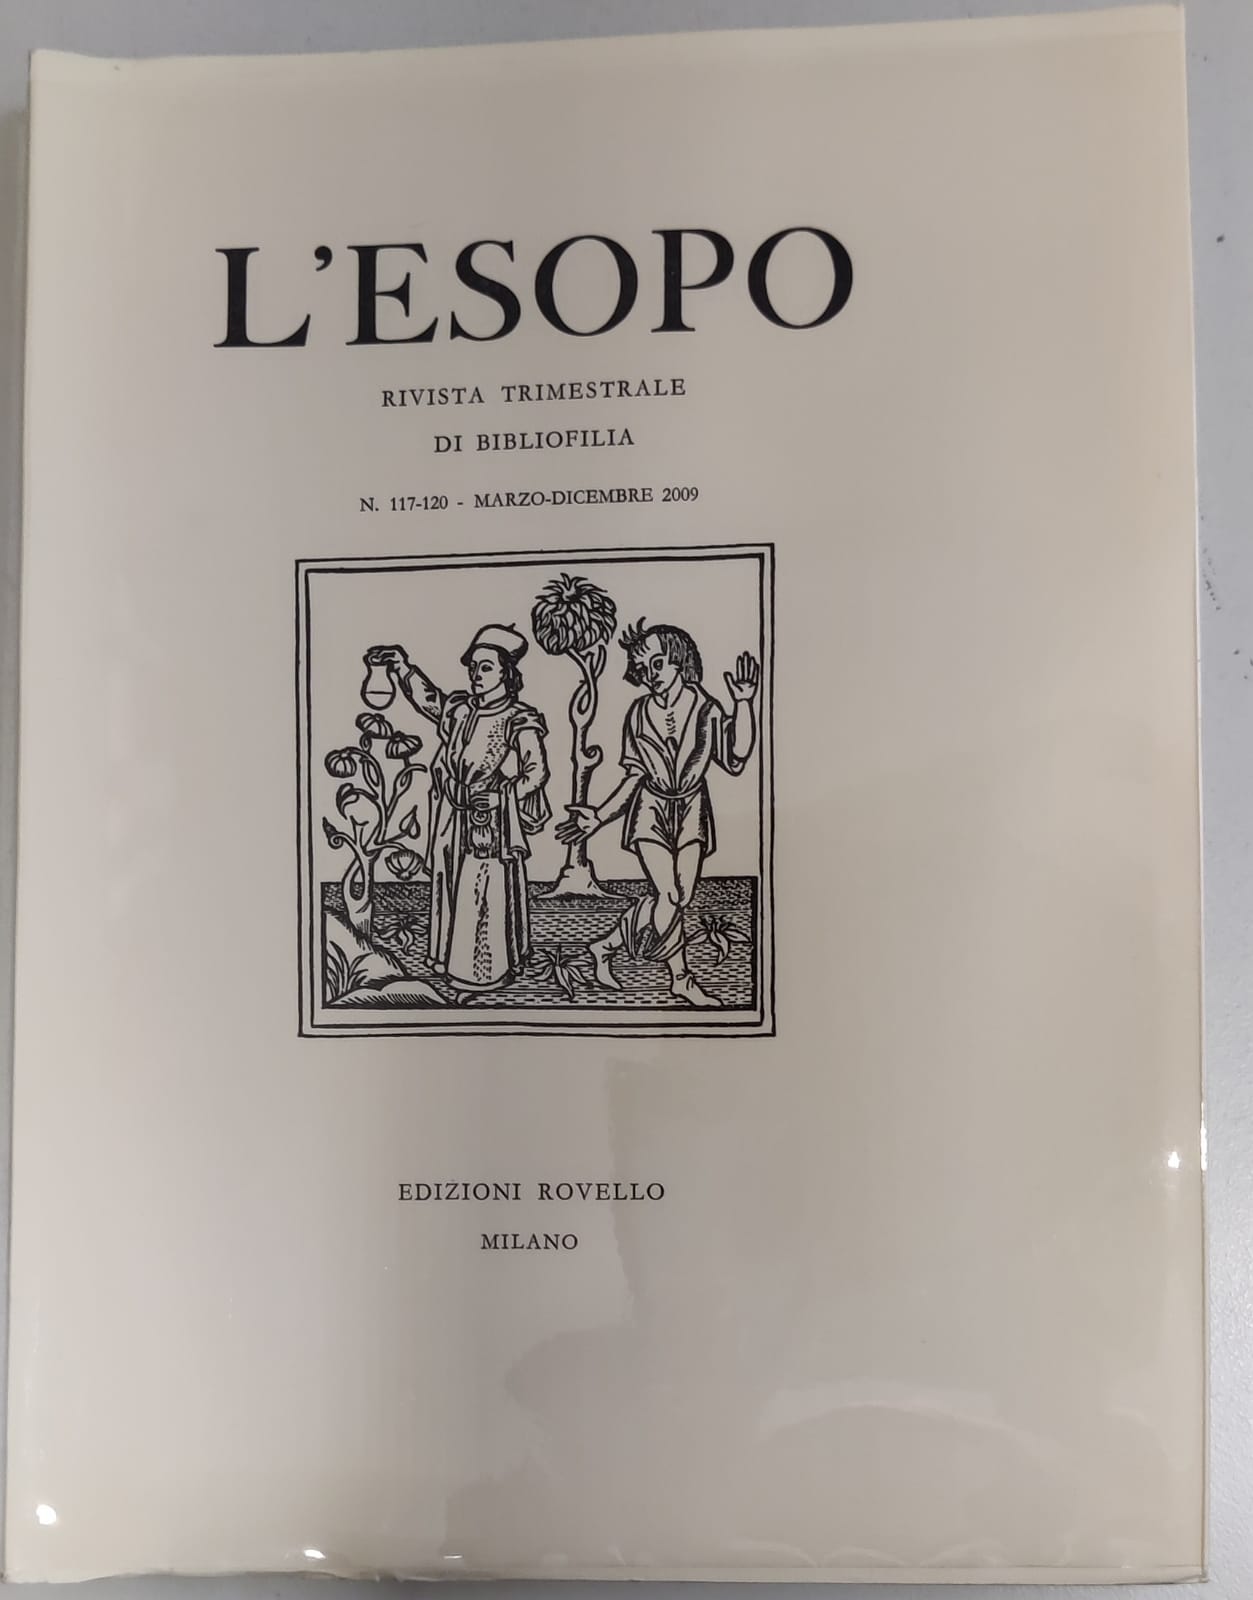 L'ESOPO
RIVISTA TRIMESTRALE
DI BIBLIOFILIA
N. 117-120 - MARZO-DICEMBRE 2009
EDIZIONI ROVELLO
MILANO